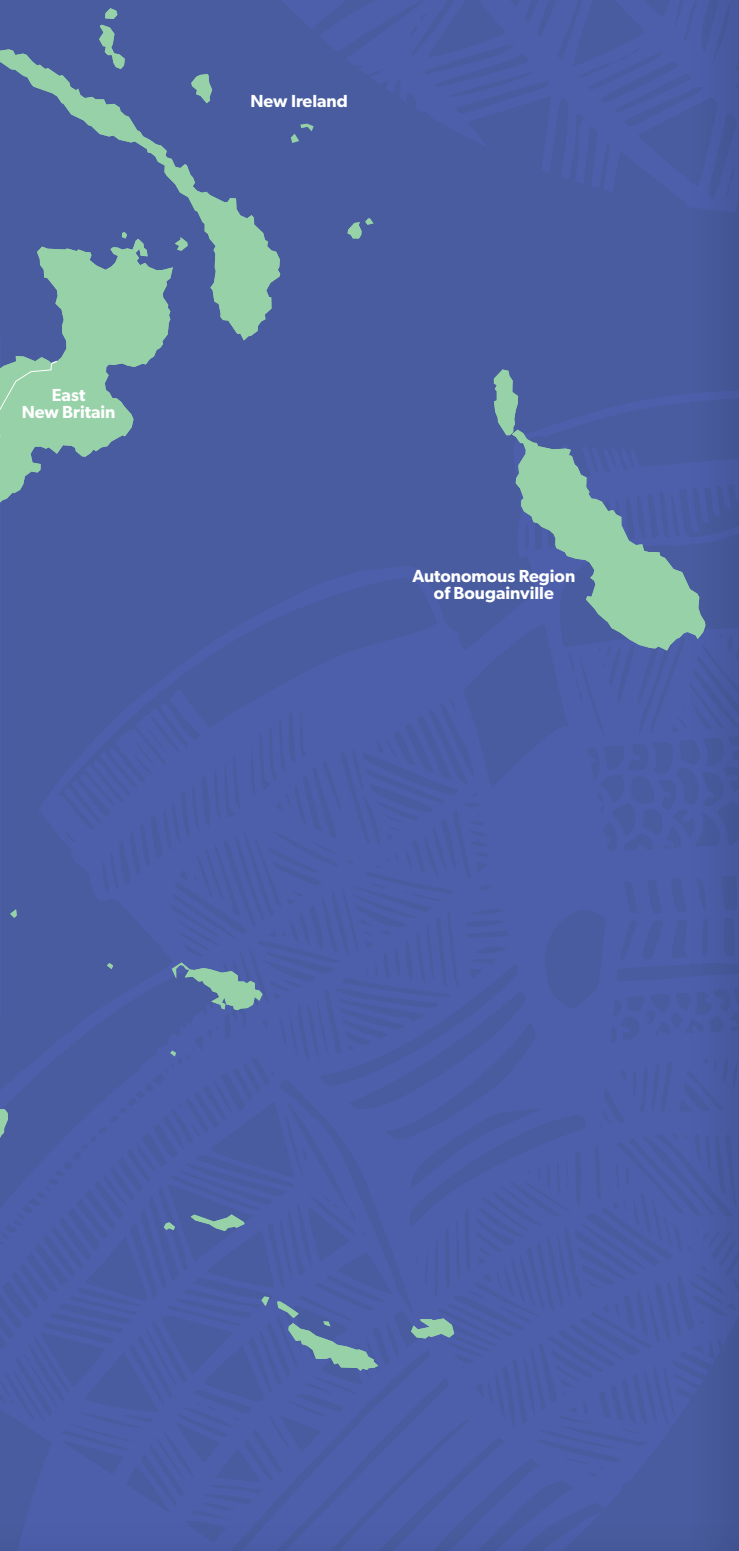 New Ireland
East
New Britain
Autonomous Region
of Bougainville